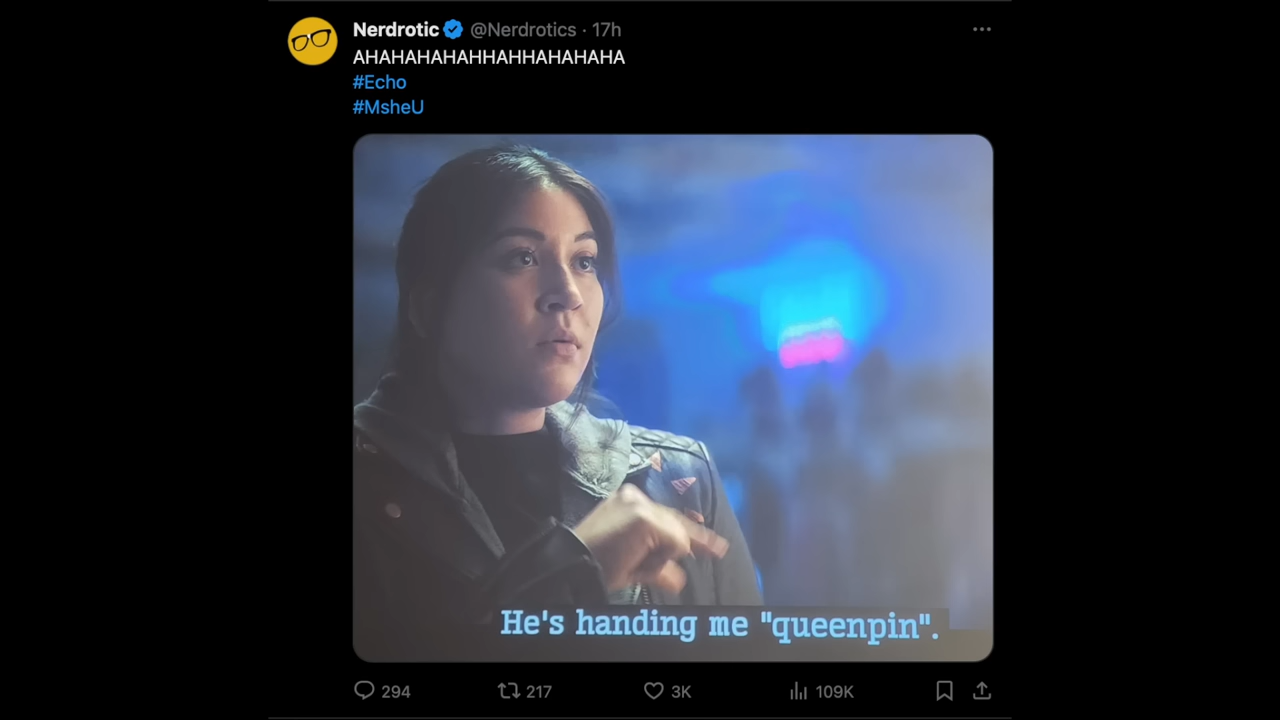 Nerdrotic @Nerdrotics · 17h
AHAHAHAHAHHAHHAHAHAHA
#Echo
#MsheU
He's handing me "queenpin".
294 217 3K 109K